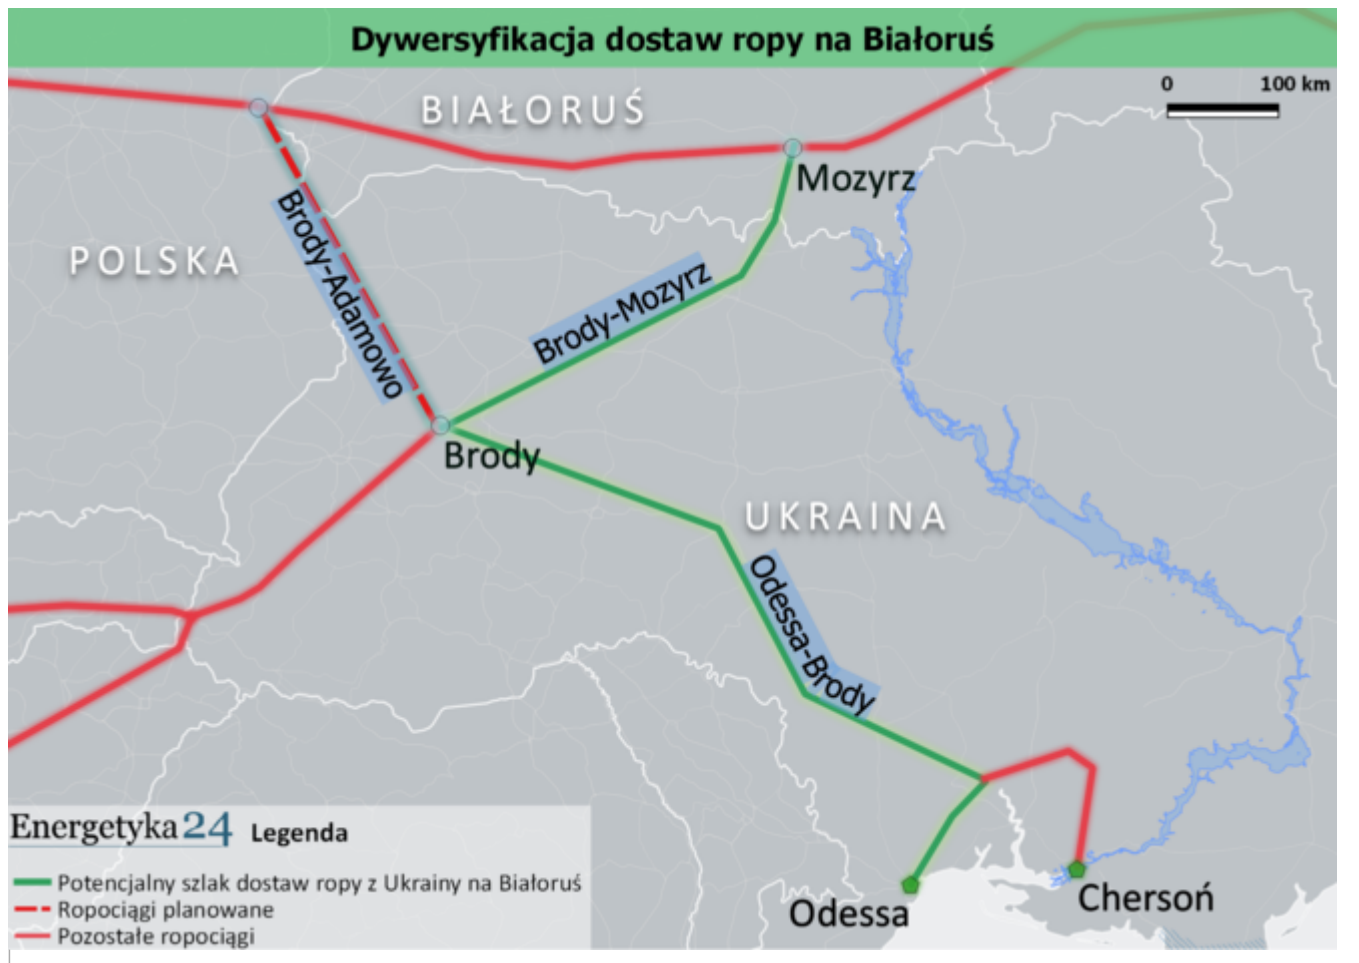 Dywersyfikacja dostaw ropy na Białoruś
0 100 km
BIAŁORUŚ
Mozyrz
POLSKA
Brody-Adamowo
Brody-Mozyrz
Brody
UKRAINA
Odessa-Brody
Energetyka24 Legenda
Potencjalny szlak dostaw ropy z Ukrainy na Białoruś
Ropociągi planowane
Pozostałe ropociągi
Odessa
Chersoń